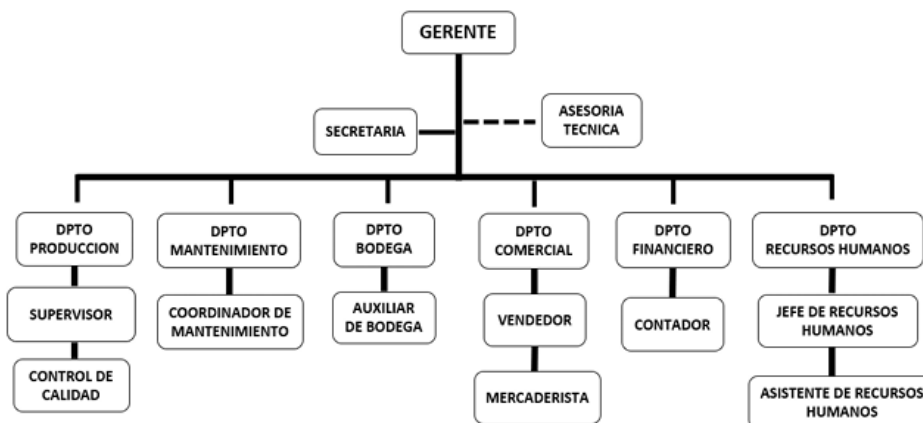 GERENTE
SECRETARIA
ASESORIA
TECNICA
DPTO
PRODUCCION
DPTO
MANTENIMIENTO
DPTO
BODEGA
DPTO
COMERCIAL
DPTO
FINANCIERO
DPTO
RECURSOS HUMANOS
SUPERVISOR
COORDINADOR DE
MANTENIMIENTO
AUXILIAR
DE BODEGA
VENDEDOR
CONTADOR
JEFE DE RECURSOS
HUMANOS
CONTROL DE
CALIDAD
MERCADERISTA
ASISTENTE DE RECURSOS
HUMANOS